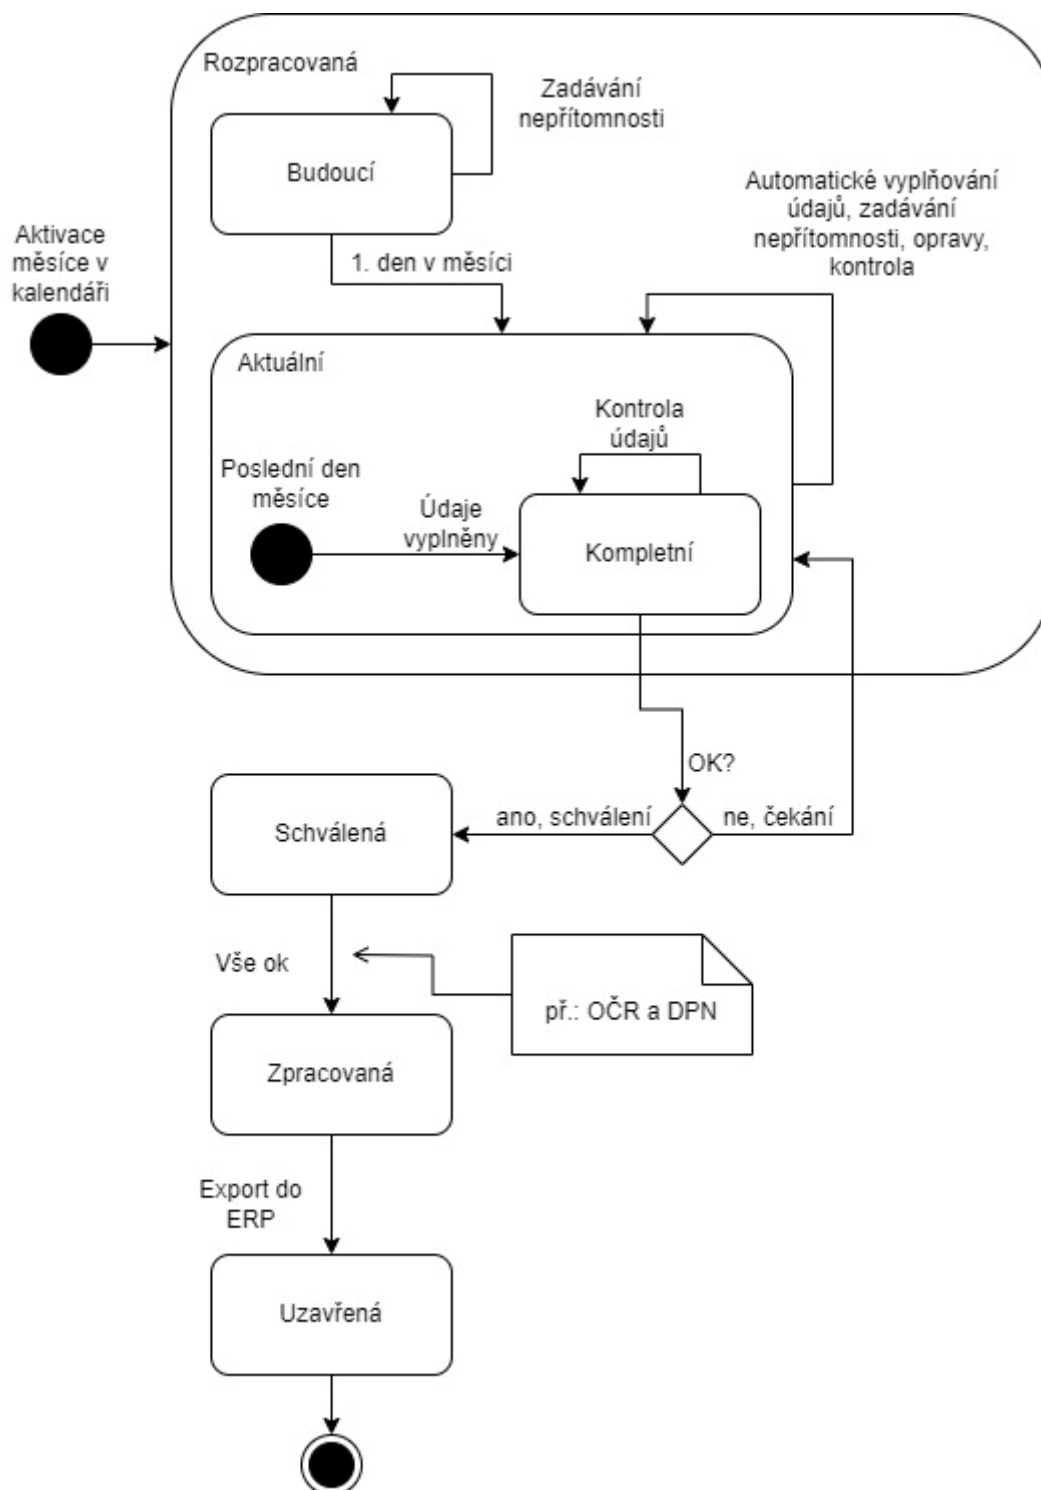 Rozpracovaná
Zadávání
nepřítomnosti
Budoucí
Automatické vyplňování
údajů, zadávání
nepřítomnosti, opravy,
kontrola
Aktivace
měsíce v
kalendáři
1. den v měsíci
Aktuální
Kontrola
údajů
Poslední den
měsíce
Údaje
vyplněny
Kompletní
OK?
ano, schválení
ne, čekání
Schválená
Vše ok
př.: OČR a DPN
Zpracovaná
Export do
ERP
Uzavřená